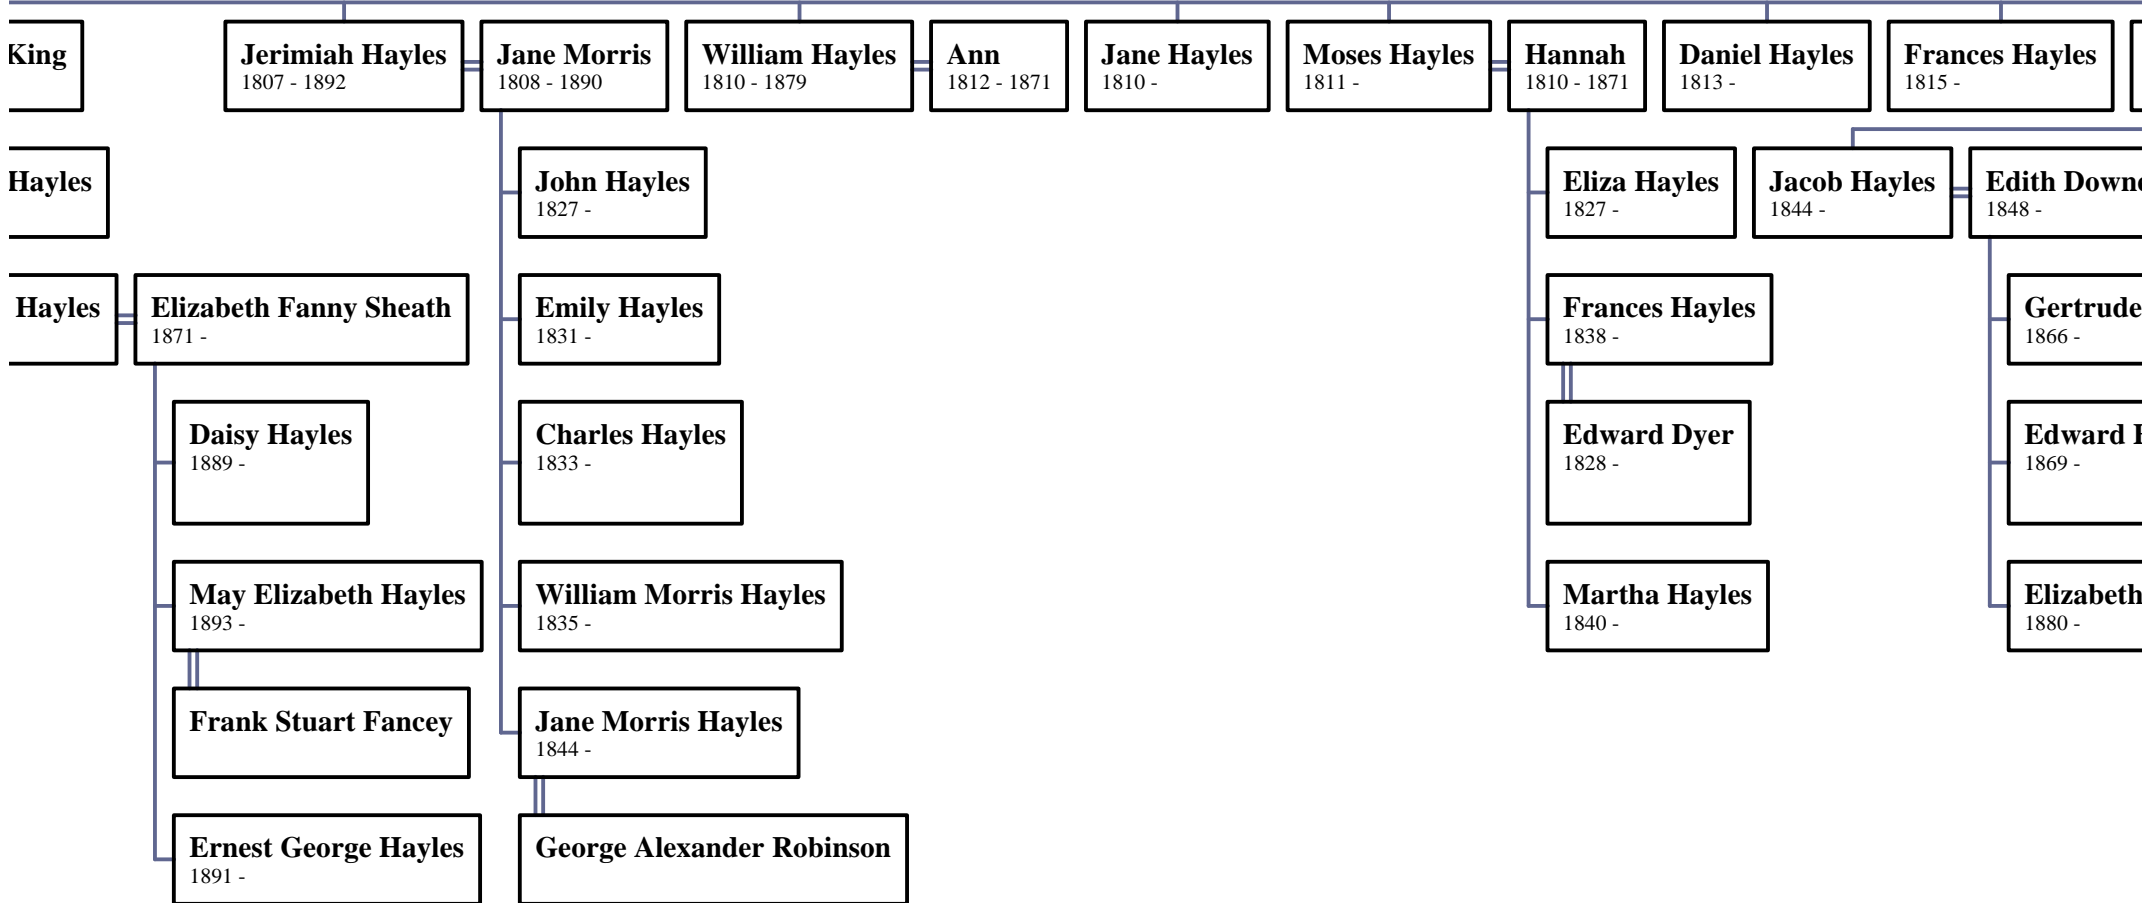 King
Jerimiah Hayles
1807 - 1892
Jane Morris
1808 - 1890
William Hayles
1810 - 1879
Ann
1812 - 1871
Jane Hayles
1810 -
Moses Hayles
1811 -
Hannah
1810 - 1871
Daniel Hayles
1813 -
Frances Hayles
1815 -
Hayles
John Hayles
1827 -
Eliza Hayles
1827 -
Jacob Hayles
1844 -
Edith
1848 -
Hayles
Elizabeth Fanny Sheath
1871 -
Emily Hayles
1831 -
Frances Hayles
1838 -
Gertrude
1866 -
Daisy Hayles
1889 -
Charles Hayles
1833 -
Edward Dyer
1828 -
Edward
1869 -
May Elizabeth Hayles
1893 -
William Morris Hayles
1835 -
Martha Hayles
1840 -
Elizabeth
1880 -
Frank Stuart Fancey
Jane Morris Hayles
1844 -
Ernest George Hayles
1891 -
George Alexander Robinson